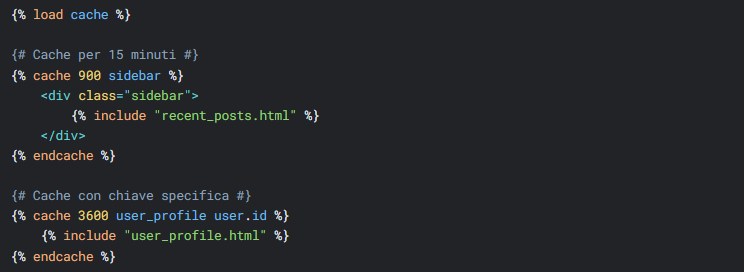 {% load cache %}

{# Cache per 15 minuti #}
{% cache 900 sidebar %}
    <div class="sidebar">
        {% include "recent_posts.html" %}
    </div>
{% endcache %}

{# Cache con chiave specifica #}
{% cache 3600 user_profile user.id %}
    {% include "user_profile.html" %}
{% endcache %}